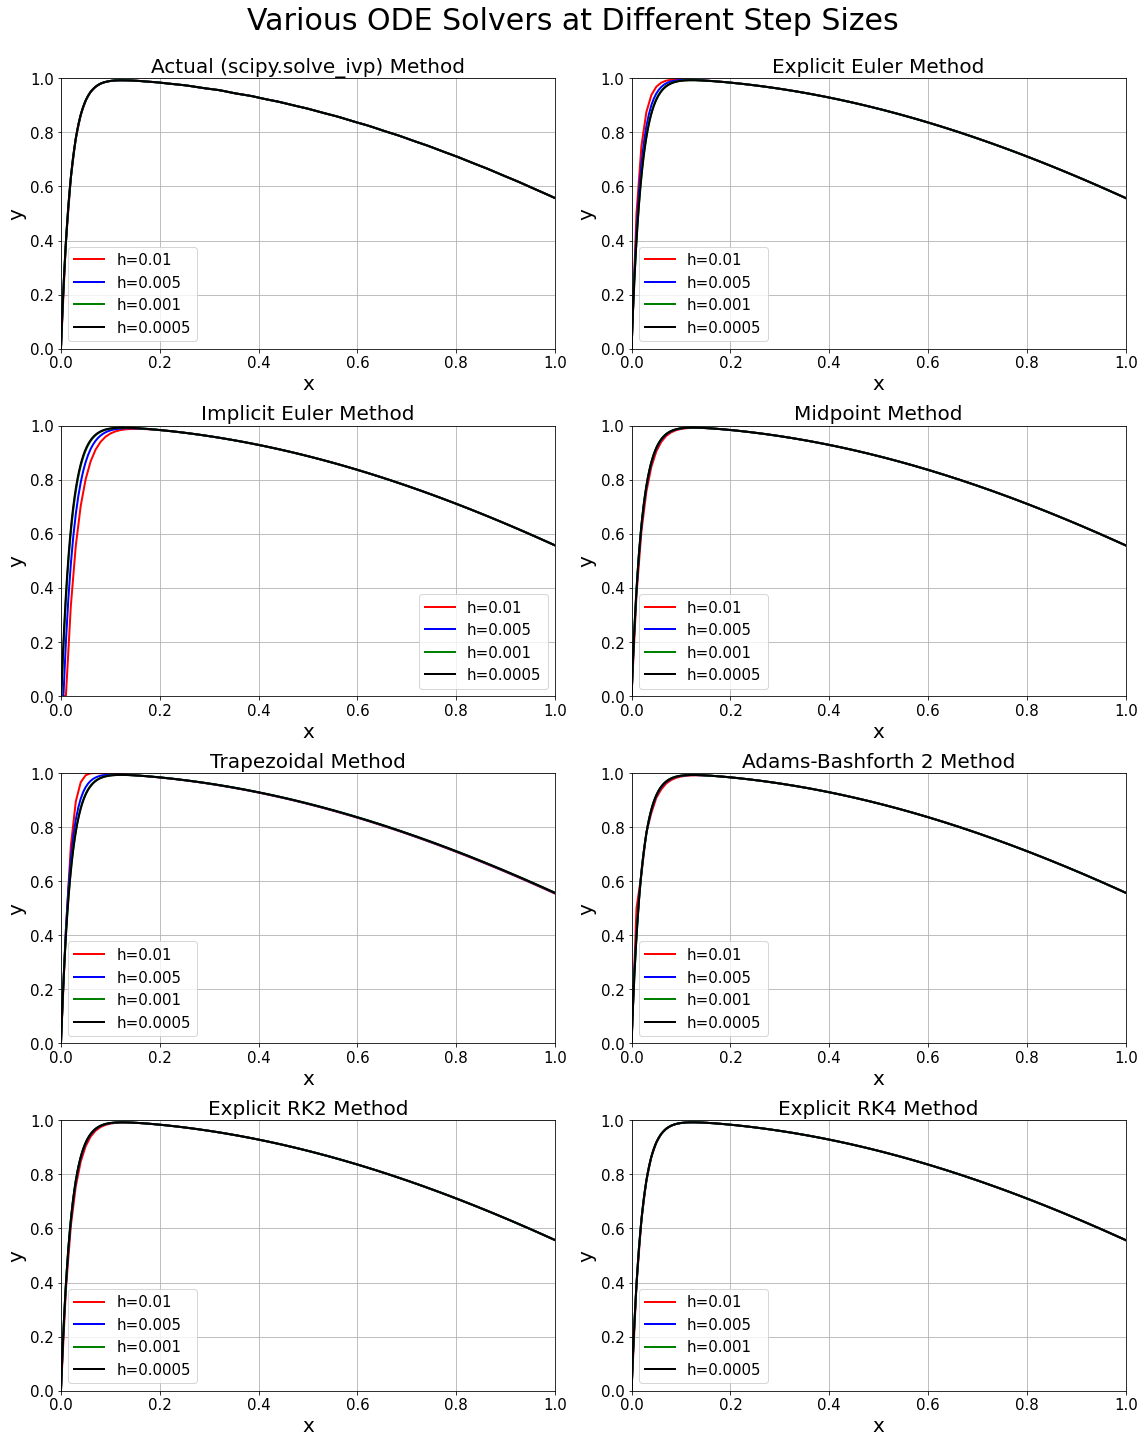 Various ODE Solvers at Different Step Sizes
Actual (scipy.solve_ivp) Method
1.0
0.8
0.6
0.4
0.2
0.0
y
h=0.01
h=0.005
h=0.001
h=0.0005
0.0 0.2 0.4 0.6 0.8 1.0
x
Explicit Euler Method
1.0
0.8
0.6
0.4
0.2
0.0
y
h=0.01
h=0.005
h=0.001
h=0.0005
0.0 0.2 0.4 0.6 0.8 1.0
x
Implicit Euler Method
1.0
0.8
0.6
0.4
0.2
0.0
y
h=0.01
h=0.005
h=0.001
h=0.0005
0.0 0.2 0.4 0.6 0.8 1.0
x
Midpoint Method
1.0
0.8
0.6
0.4
0.2
0.0
y
h=0.01
h=0.005
h=0.001
h=0.0005
0.0 0.2 0.4 0.6 0.8 1.0
x
Trapezoidal Method
1.0
0.8
0.6
0.4
0.2
0.0
y
h=0.01
h=0.005
h=0.001
h=0.0005
0.0 0.2 0.4 0.6 0.8 1.0
x
Adams-Bashforth 2 Method
1.0
0.8
0.6
0.4
0.2
0.0
y
h=0.01
h=0.005
h=0.001
h=0.0005
0.0 0.2 0.4 0.6 0.8 1.0
x
Explicit RK2 Method
1.0
0.8
0.6
0.4
0.2
0.0
y
h=0.01
h=0.005
h=0.001
h=0.0005
0.0 0.2 0.4 0.6 0.8 1.0
x
Explicit RK4 Method
1.0
0.8
0.6
0.4
0.2
0.0
y
h=0.01
h=0.005
h=0.001
h=0.0005
0.0 0.2 0.4 0.6 0.8 1.0
x